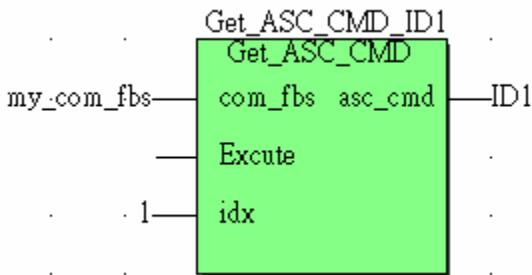 Get_ASC_CMD_ID1
Get_ASC_CMD
my_com_fbs com_fbs asc_cmd ID1
Excute
1 idx